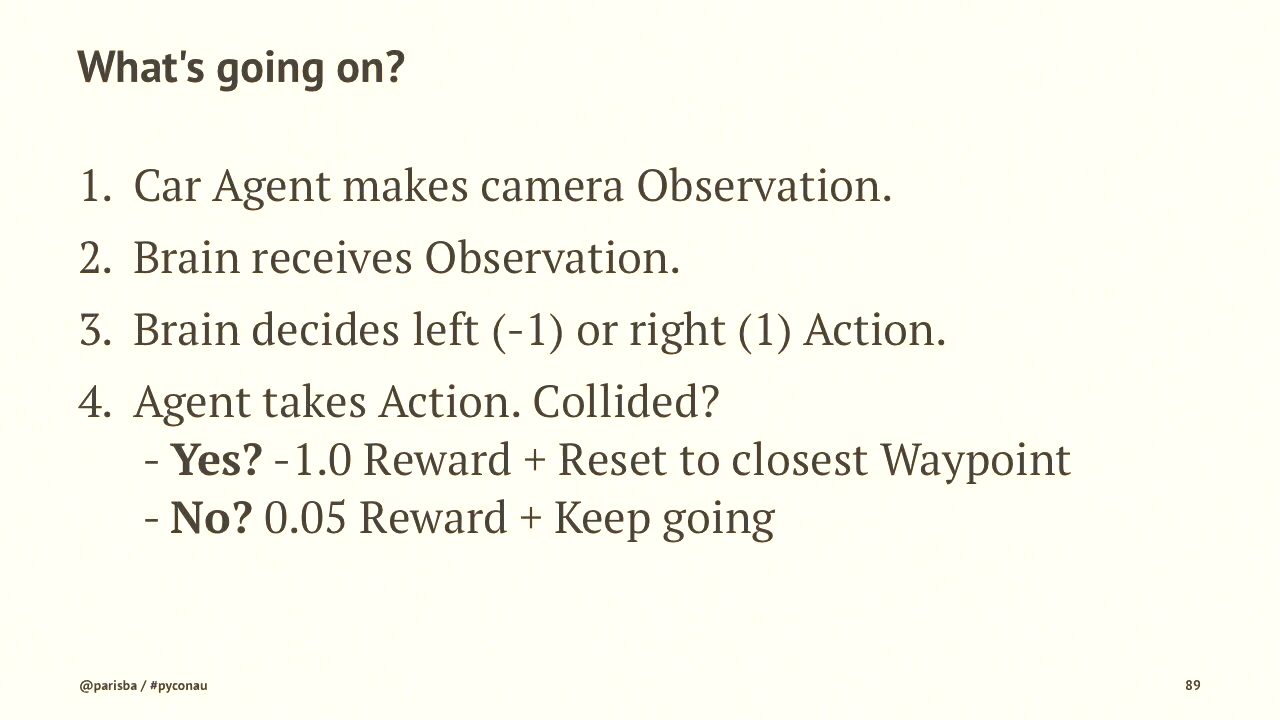 What's going on?
1. Car Agent makes camera Observation.
2. Brain receives Observation.
3. Brain decides left (-1) or right (1) Action.
4. Agent takes Action. Collided?
- Yes? -1.0 Reward + Reset to closest Waypoint
- No? 0.05 Reward + Keep going
@parisba / #pyconau
89